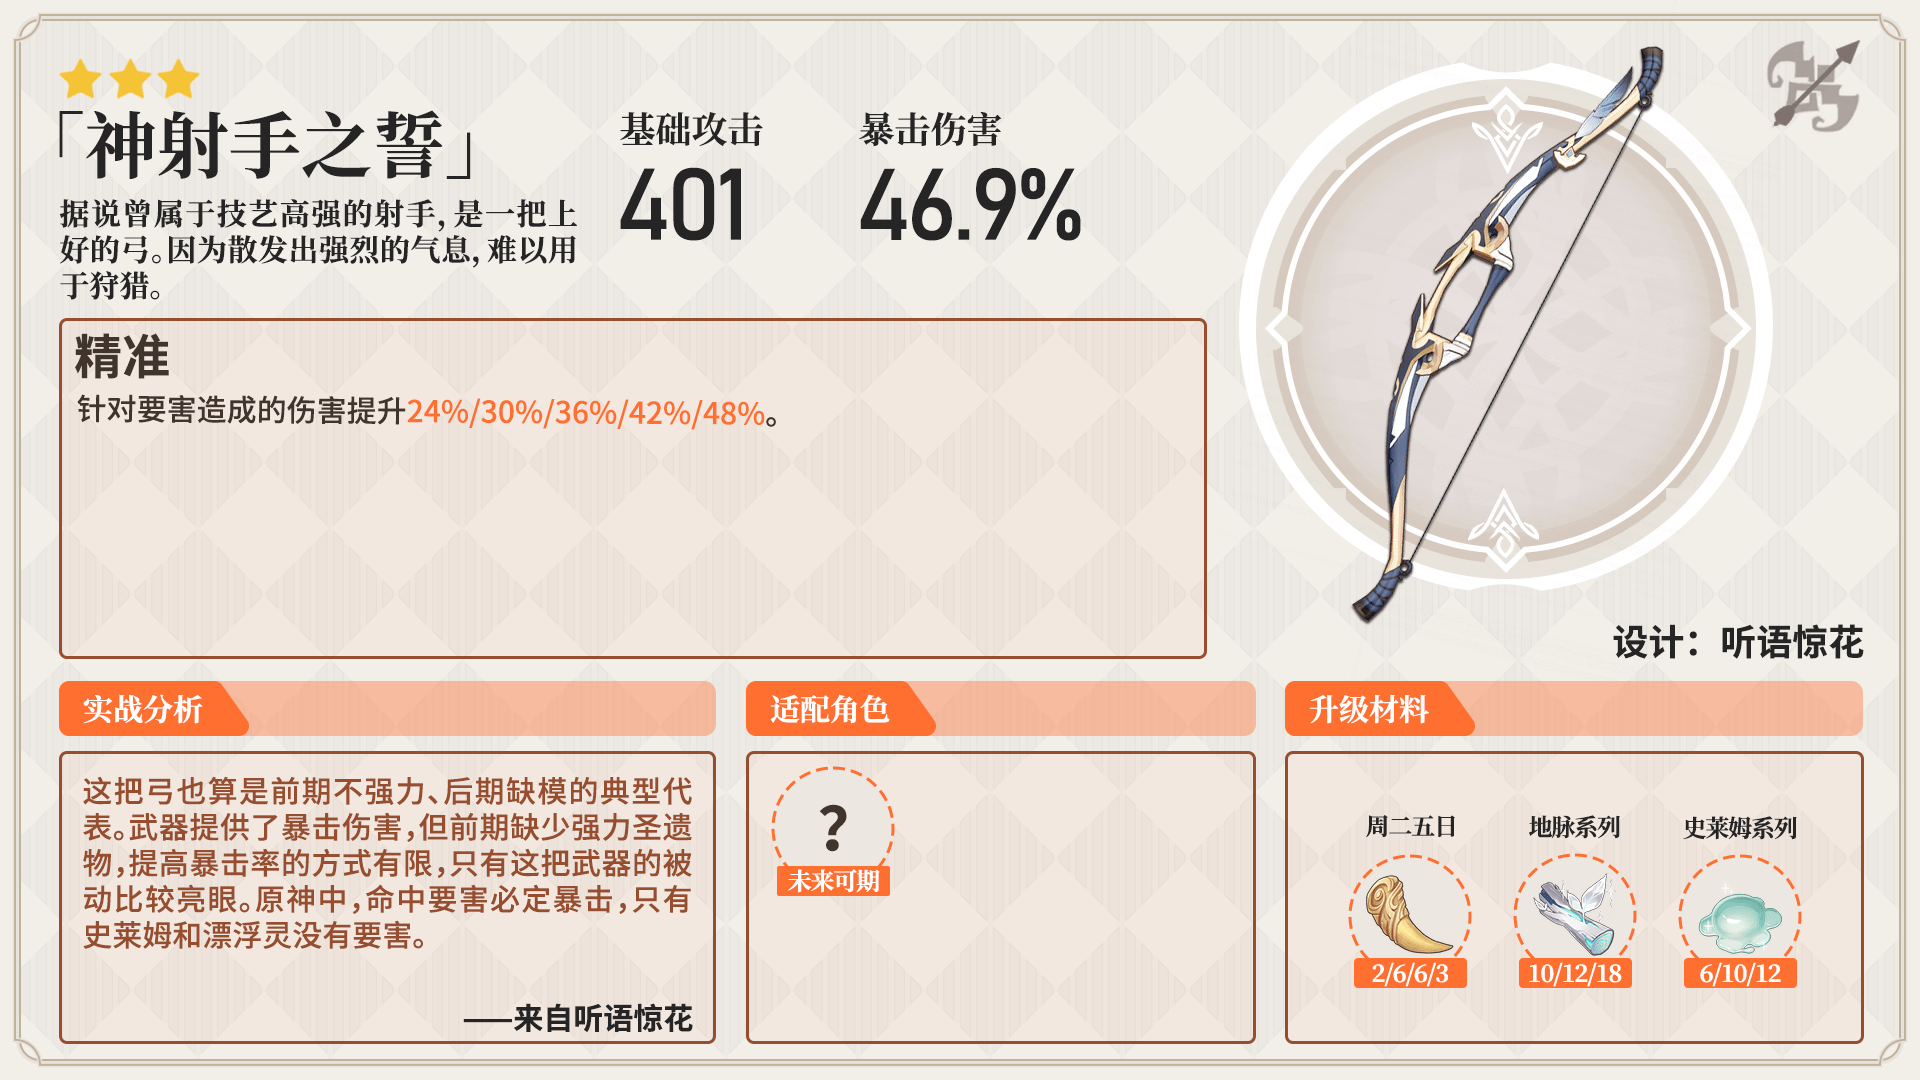 「神射手之誓」
据说曾属于技艺高强的射手，是一把上
好的弓。因为散发出强烈的气息，难以用
于狩猎。
基础攻击
401
暴击伤害
46.9%
精准
针对要害造成的伤害提升24%/30%/36%/42%/48%。
设计：听语惊花
实战分析
这把弓也算是前期不强力、后期缺模的典型代
表。武器提供了暴击伤害，但前期缺少强力圣遗
物，提高暴击率的方式有限，只有这把武器的被
动比较亮眼。原神中，命中要害必定暴击，只有
史莱姆和漂浮灵没有要害。
——来自听语惊花
适配角色
?
未来可期
升级材料
周二五日
2/6/6/3
地脉系列
10/12/18
史莱姆系列
6/10/12